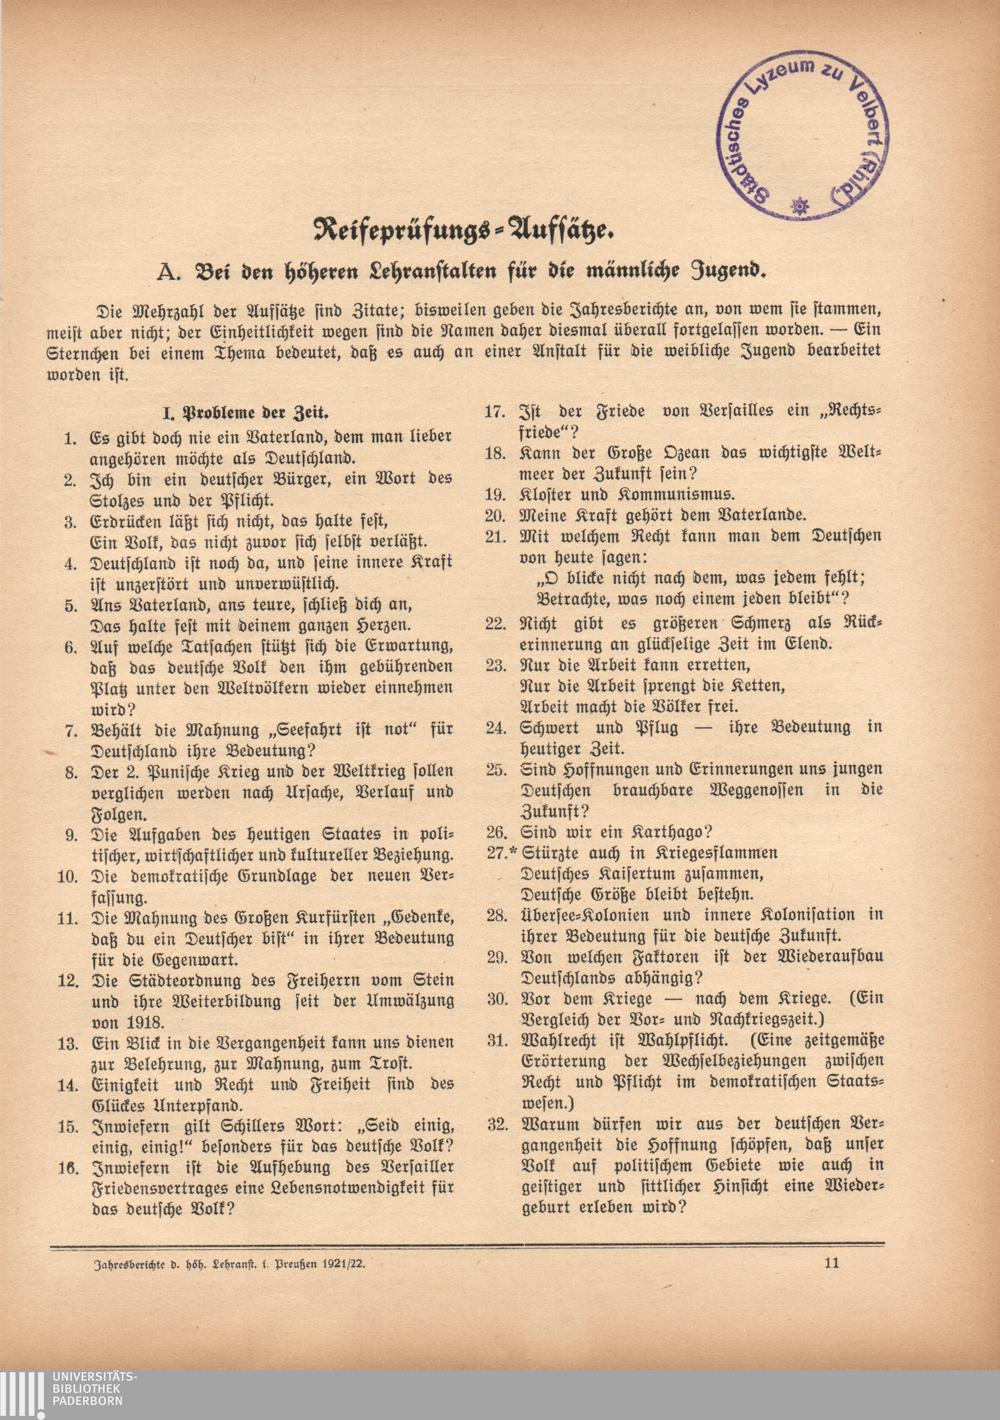 Städtisches Lyzeum zu Velbert (Rhld.)
Reifeprüfungs-Aufsätze.
A. Bei den höheren Lehranstalten für die männliche Jugend.
Die Mehrzahl der Aufsätze sind Zitate; bisweilen geben die Jahresberichte an, von wem sie stammen,
meist aber nicht; der Einheitlichkeit wegen sind die Namen daher diesmal überall fortgelassen worden. — Ein
Sternchen bei einem Thema bedeutet, daß es auch an einer Anstalt für die weibliche Jugend bearbeitet
worden ist.
I. Probleme der Zeit.
1. Es gibt doch nie ein Vaterland, dem man lieber
angehören möchte als Deutschland.
2. Ich bin ein deutscher Bürger, ein Wort des
Stolzes und der Pflicht.
3. Erdrücken läßt sich nicht, das halte fest,
Ein Volk, das nicht zuvor sich selbst verläßt.
4. Deutschland ist noch da, und seine innere Kraft
ist unzerstört und unverwüstlich.
5. Ans Vaterland, ans teure, schließ dich an,
Das halte fest mit deinem ganzen Herzen.
6. Auf welche Tatsachen stützt sich die Erwartung,
daß das deutsche Volk den ihm gebührenden
Platz unter den Weltvölkern wieder einnehmen
wird?
7. Behält die Mahnung „Seefahrt ist not“ für
Deutschland ihre Bedeutung?
8. Der 2. Punische Krieg und der Weltkrieg sollen
verglichen werden nach Ursache, Verlauf und
Folgen.
9. Die Aufgaben des heutigen Staates in poli-
tischer, wirtschaftlicher und kultureller Beziehung.
10. Die demokratische Grundlage der neuen Ver-
fassung.
11. Die Mahnung des Großen Kurfürsten „Gedenke,
daß du ein Deutscher bist“ in ihrer Bedeutung
für die Gegenwart.
12. Die Städteordnung des Freiherrn vom Stein
und ihre Weiterbildung seit der Umwälzung
von 1918.
13. Ein Blick in die Vergangenheit kann uns dienen
zur Belehrung, zur Mahnung, zum Trost.
14. Einigkeit und Recht und Freiheit sind des
Glückes Unterpfand.
15. Inwiefern gilt Schillers Wort: „Seid einig,
einig, einig!“ besonders für das deutsche Volk?
16. Inwiefern ist die Aufhebung des Versailler
Friedensvertrages eine Lebensnotwendigkeit für
das deutsche Volk?
17. Ist der Friede von Versailles ein „Rechts-
friede“?
18. Kann der Große Ozean das wichtigste Welt-
meer der Zukunft sein?
19. Kloster und Kommunismus.
20. Meine Kraft gehört dem Vaterlande.
21. Mit welchem Recht kann man dem Deutschen
von heute sagen:
„O blicke nicht nach dem, was jedem fehlt;
Betrachte, was noch einem jeden bleibt“?
22. Nicht gibt es größeren Schmerz als Rück-
erinnerung an glückselige Zeit im Elend.
23. Nur die Arbeit kann erretten,
Nur die Arbeit sprengt die Ketten,
Arbeit macht die Völker frei.
24. Schwert und Pflug — ihre Bedeutung in
heutiger Zeit.
25. Sind Hoffnungen und Erinnerungen uns jungen
Deutschen brauchbare Weggenossen in die
Zukunft?
26. Sind wir ein Karthago?
27.* Stürzte auch in Kriegesflammen
Deutsches Kaisertum zusammen,
Deutsche Größe bleibt bestehn.
28. Übersee-Kolonien und innere Kolonisation in
ihrer Bedeutung für die deutsche Zukunft.
29. Von welchen Faktoren ist der Wiederaufbau
Deutschlands abhängig?
30. Vor dem Kriege — nach dem Kriege. (Ein
Vergleich der Vor- und Nachkriegszeit.)
31. Wahlrecht ist Wahlpflicht. (Eine zeitgemäße
Erörterung der Wechselbeziehungen zwischen
Recht und Pflicht im demokratischen Staats-
wesen.)
32. Warum dürfen wir aus der deutschen Ver-
gangenheit die Hoffnung schöpfen, daß unser
Volk auf politischem Gebiete wie auch in
geistiger und sittlicher Hinsicht eine Wieder-
geburt erleben wird?
Jahresberichte d. höh. Lehranst. i. Preußen 1921/22.
11
UNIVERSITÄTS-
BIBLIOTHEK
PADERBORN